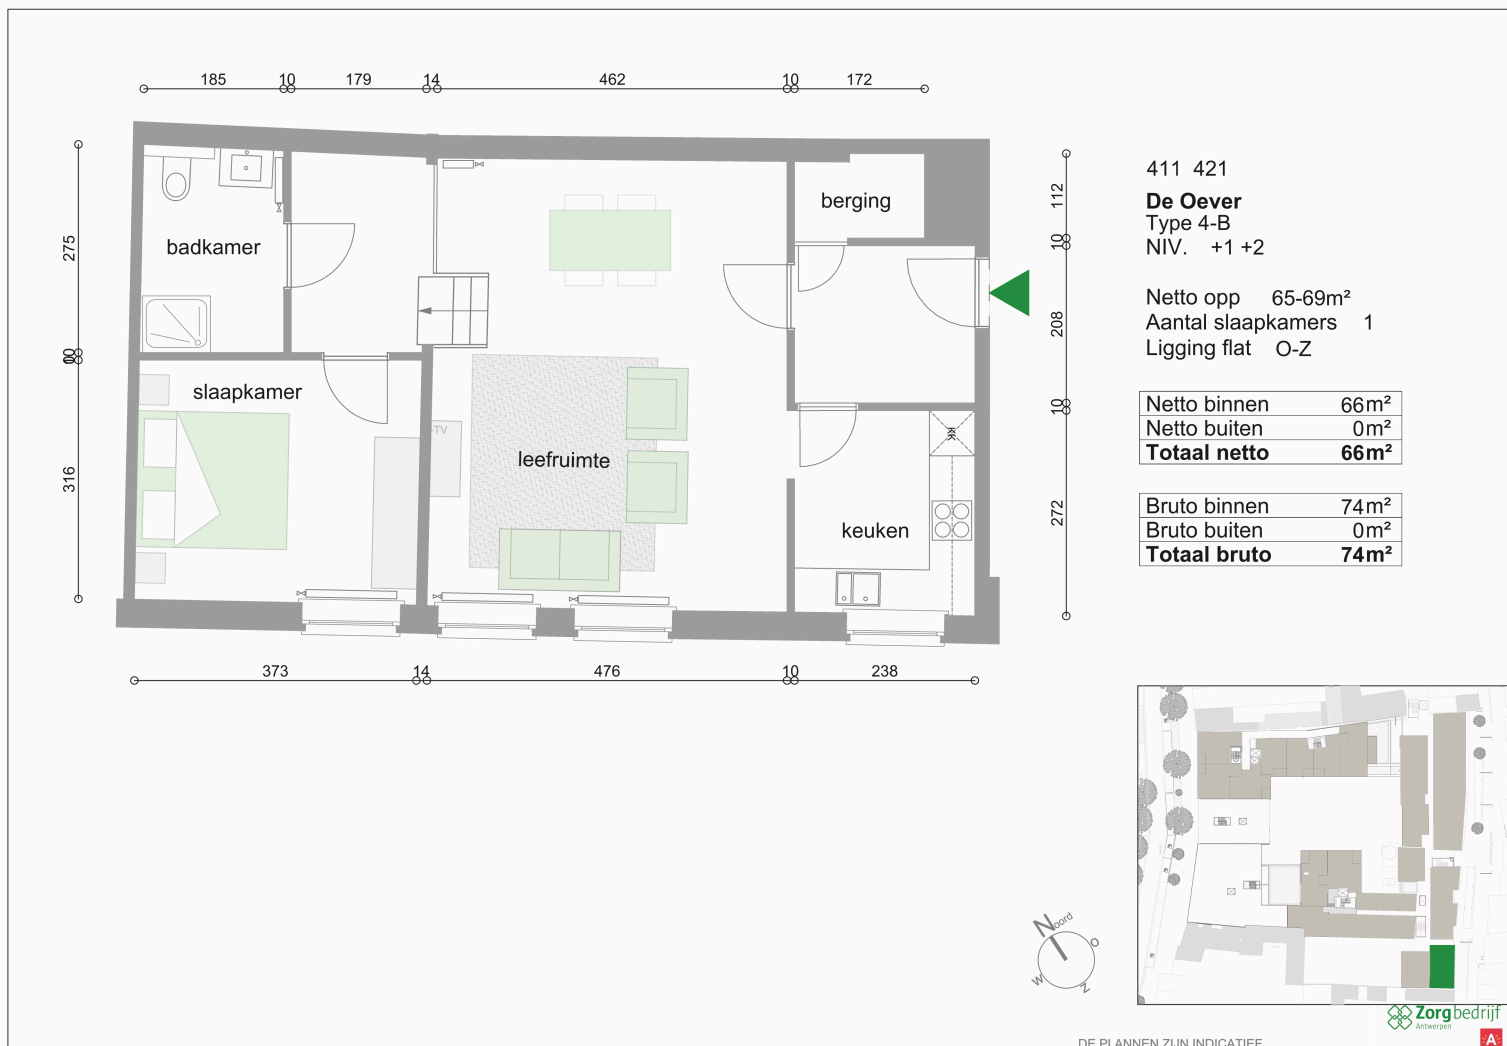 185 10 179 14 462 10 172
275
10
316
112
10
208
10
272
berging
badkamer
slaapkamer
TV
leefruimte
KK
keuken
373 14 476 10 238
411 421
De Oever
Type 4-B
NIV. +1 +2
Netto opp 65-69m²
Aantal slaapkamers 1
Ligging flat O-Z
Netto binnen 66m²
Netto buiten 0m²
Totaal netto 66m²
Bruto binnen 74m²
Bruto buiten 0m²
Totaal bruto 74m²
Noord
O
W
Z
Zorgbedrijf
Antwerpen
A
DE PLANNEN ZIJN INDICATIEF